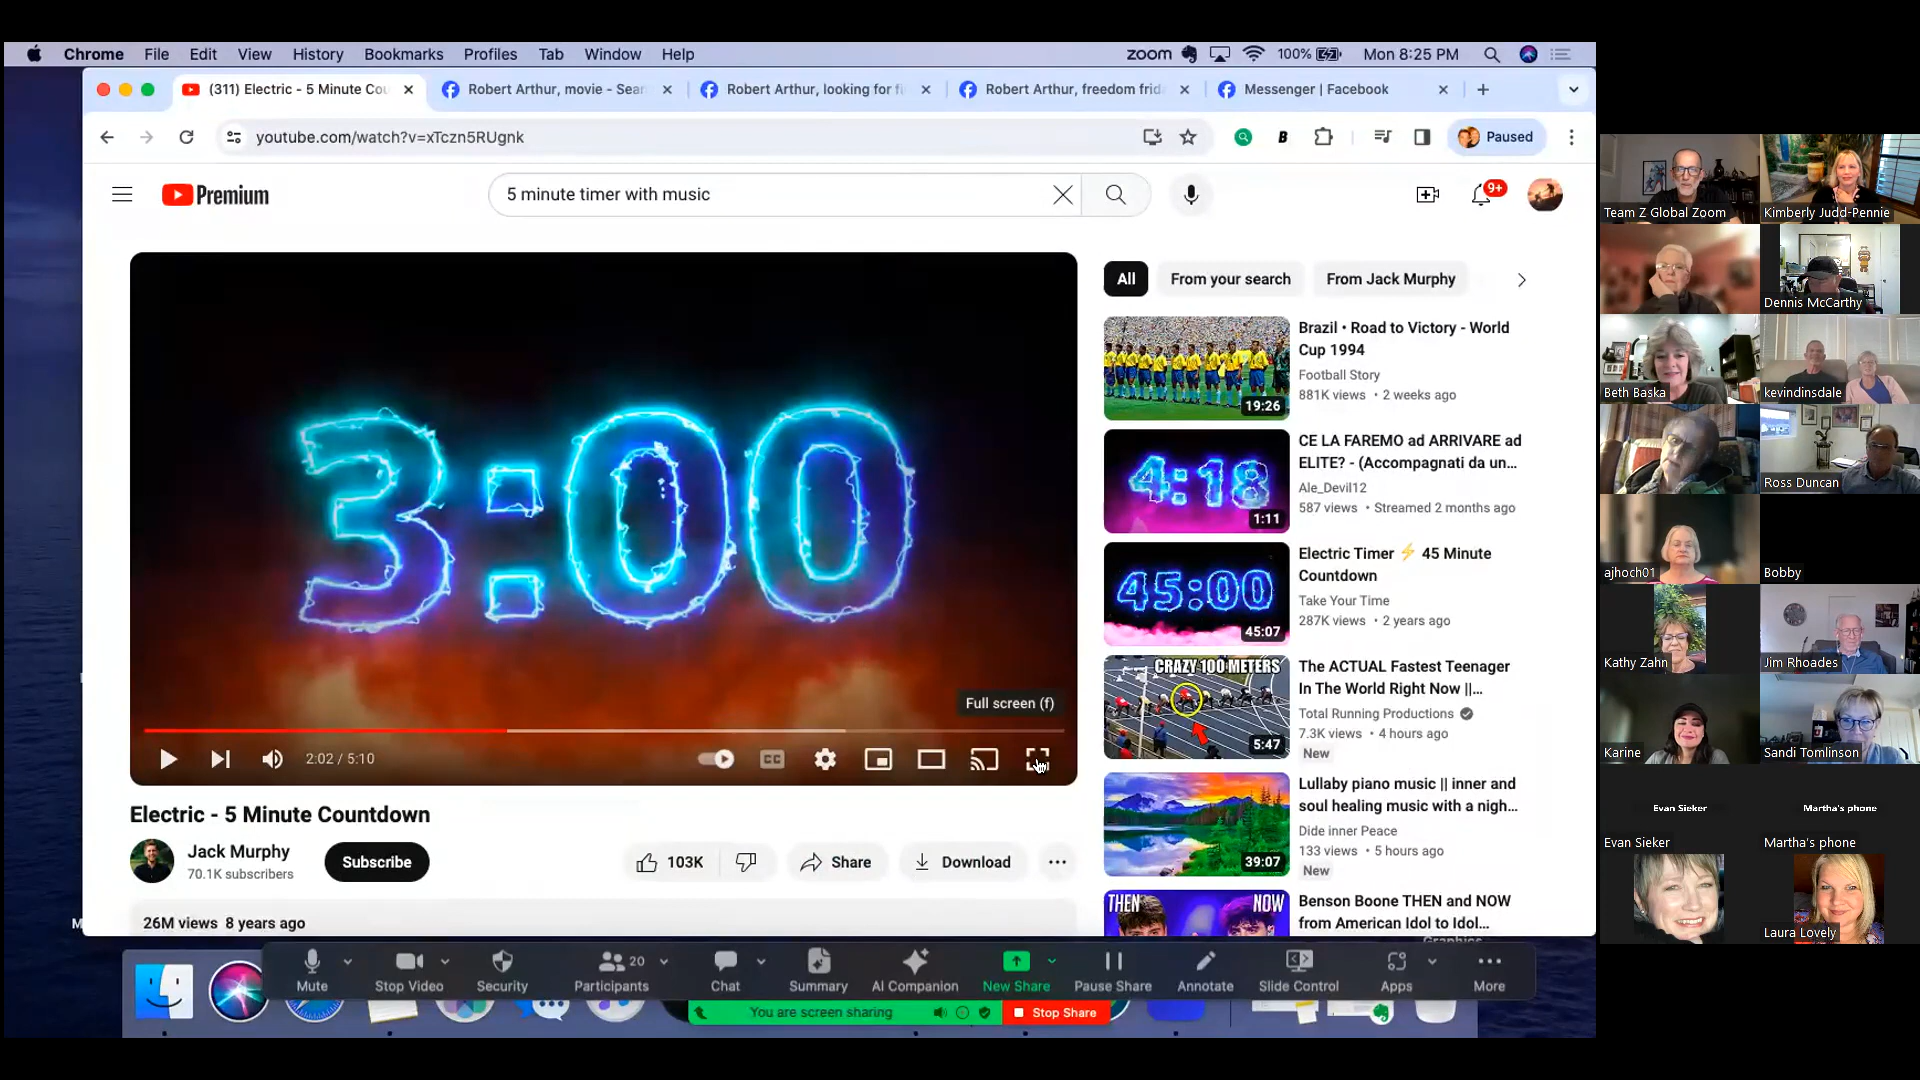 Chrome File Edit View History Bookmarks Profiles Tab Window Help
zoom 100% Mon 8:25 PM
(311) Electric - 5 Minute Cou
Robert Arthur, movie - Sear
Robert Arthur, looking for fi
Robert Arthur, freedom frid
Messenger | Facebook
youtube.com/watch?v=xTczn5RUgnk
B
Paused
Premium
5 minute timer with music
9+
3:00
Full screen (f)
2:02 / 5:10
CC
Electric - 5 Minute Countdown
Jack Murphy
70.1K subscribers
Subscribe
103K
Share
Download
26M views 8 years ago
All
From your search
From Jack Murphy
19:26
Brazil • Road to Victory - World
Cup 1994
Football Story
881K views • 2 weeks ago
4:18
1:11
CE LA FAREMO ad ARRIVARE ad
ELITE? - (Accompagnati da un...
Ale_Devil12
587 views • Streamed 2 months ago
45:00
45:07
Electric Timer ⚡ 45 Minute
Countdown
Take Your Time
287K views • 2 years ago
CRAZY 100 METERS
5:47
The ACTUAL Fastest Teenager
In The World Right Now ||...
Total Running Productions
7.3K views • 4 hours ago
New
39:07
Lullaby piano music || inner and
soul healing music with a nigh...
Dide inner Peace
133 views • 5 hours ago
New
THEN
NOW
Benson Boone THEN and NOW
from American Idol to Idol...
M
Graphics
Mute
Stop Video
Security
20
Participants
Chat
Summary
AI Companion
New Share
Pause Share
Annotate
Slide Control
Apps
More
You are screen sharing
Stop Share
Team Z Global Zoom
Kimberly Judd-Pennie
Dennis McCarthy
Beth Baska
kevindinsdale
Ross Duncan
ajhoch01
Bobby
Kathy Zahn
Jim Rhoades
Karine
Sandi Tomlinson
Evan Sieker
Martha's phone
Evan Sieker
Martha's phone
Laura Lovely